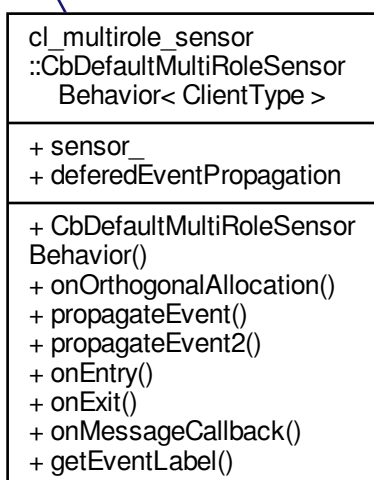 cl_multirole_sensor
::CbDefaultMultiRoleSensor
Behavior< ClientType >
+ sensor_
+ deferedEventPropagation
+ CbDefaultMultiRoleSensor
Behavior()
+ onOrthogonalAllocation()
+ propagateEvent()
+ propagateEvent2()
+ onEntry()
+ onExit()
+ onMessageCallback()
+ getEventLabel()